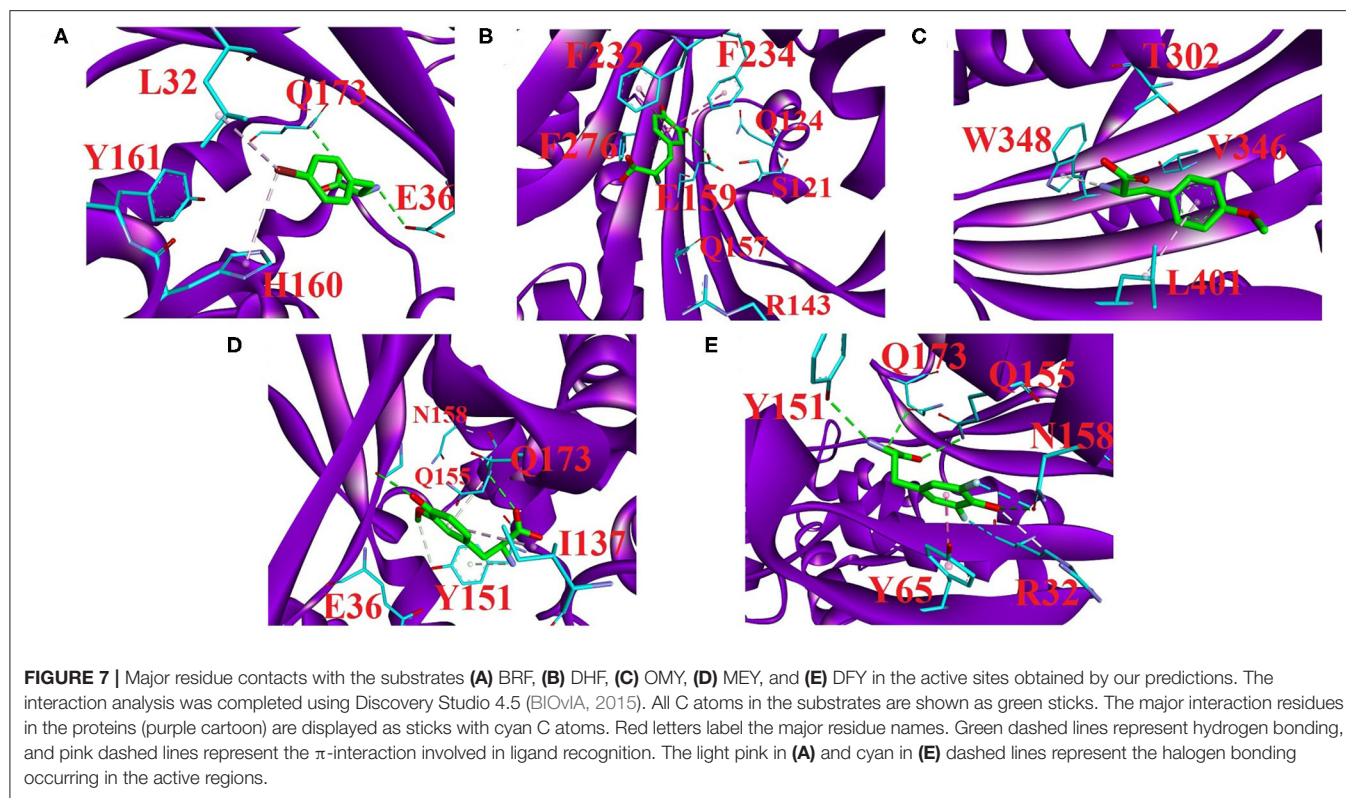 A
L32
Q173
Y161
E36
H160
B
F232
F234
Q124
F276
E159
S121
Q157
R143
C
T302
W348
V346
L401
D
N158
Q173
Q155
I137
E36
Y151
E
Q173
Q155
Y151
N158
Y65
R32
FIGURE 7 | Major residue contacts with the substrates (A) BRF, (B) DHF, (C) OMY, (D) MEY, and (E) DFY in the active sites obtained by our predictions. The
interaction analysis was completed using Discovery Studio 4.5 (BIOvIA, 2015). All C atoms in the substrates are shown as green sticks. The major interaction residues
in the proteins (purple cartoon) are displayed as sticks with cyan C atoms. Red letters label the major residue names. Green dashed lines represent hydrogen bonding,
and pink dashed lines represent the π-interaction involved in ligand recognition. The light pink in (A) and cyan in (E) dashed lines represent the halogen bonding
occurring in the active regions.